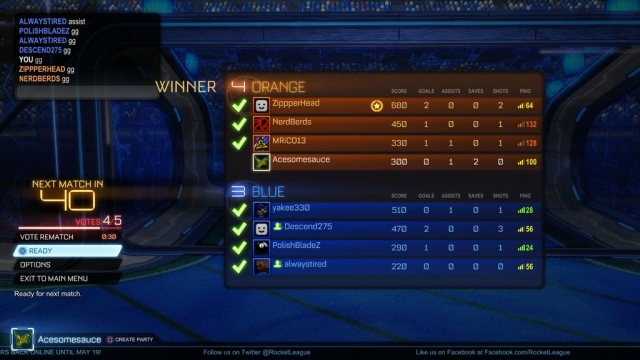 ALWAYSTIRED assist
POLISHBLADEZ gg
ALWAYSTIRED gg
DESCEND275 gg
YOU gg
ZIPPPERHEAD gg
NERDBERDS gg
WINNER 4 ORANGE SCORE GOALS ASSISTS SAVES SHOTS PING
ZippperHead 680 2 0 0 2 64
NerdBerds 450 1 0 0 1 132
MRiCO13 330 1 1 0 1 128
Acesomesauce 300 0 1 2 0 100
3 BLUE SCORE GOALS ASSISTS SAVES SHOTS PING
yakee330 510 0 1 0 1 28
Descend275 470 2 0 0 3 56
PolishBladeZ 290 1 0 0 1 24
alwaystired 220 0 0 0 0 56
NEXT MATCH IN
40
VOTES 4 5
VOTE REMATCH 0:30
READY
OPTIONS
EXIT TO MAIN MENU
Ready for next match.
Acesomesauce CREATE PARTY
RS BACK ONLINE UNTIL MAY 19! Follow us on Twitter @RocketLeague Like us on Facebook at Facebook.com/RocketLeague